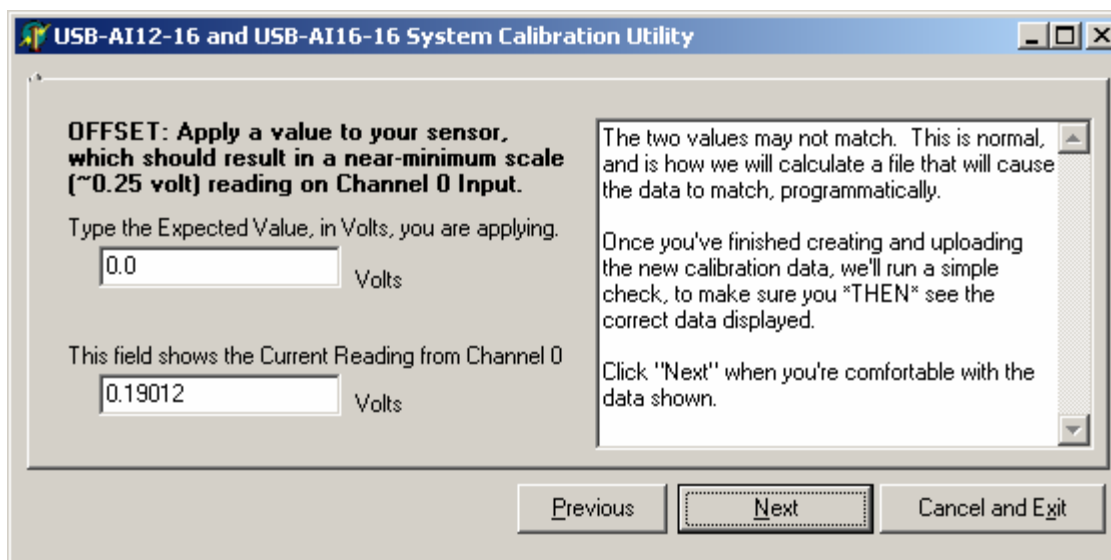 USB-AI12-16 and USB-AI16-16 System Calibration Utility
OFFSET: Apply a value to your sensor,
which should result in a near-minimum scale
(~0.25 volt) reading on Channel 0 Input.
Type the Expected Value, in Volts, you are applying.
0.0
Volts
This field shows the Current Reading from Channel 0
0.19012
Volts
The two values may not match.  This is normal,
and is how we will calculate a file that will cause
the data to match, programmatically.
Once you've finished creating and uploading
the new calibration data, we'll run a simple
check, to make sure you *THEN* see the
correct data displayed.
Click "Next" when you're comfortable with the
data shown.
Previous
Next
Cancel and Exit